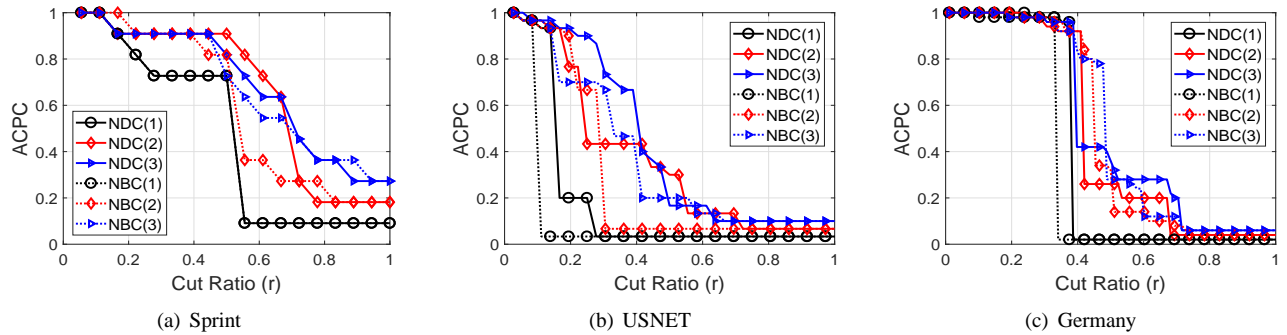 ACPC
1
0.8
0.6
0.4
0.2
0
0 0.2 0.4 0.6 0.8 1
Cut Ratio (r)
NDC(1)
NDC(2)
NDC(3)
NBC(1)
NBC(2)
NBC(3)
(a) Sprint
ACPC
1
0.8
0.6
0.4
0.2
0
0 0.2 0.4 0.6 0.8 1
Cut Ratio (r)
NDC(1)
NDC(2)
NDC(3)
NBC(1)
NBC(2)
NBC(3)
(b) USNET
ACPC
1
0.8
0.6
0.4
0.2
0
0 0.2 0.4 0.6 0.8 1
Cut Ratio (r)
NDC(1)
NDC(2)
NDC(3)
NBC(1)
NBC(2)
NBC(3)
(c) Germany